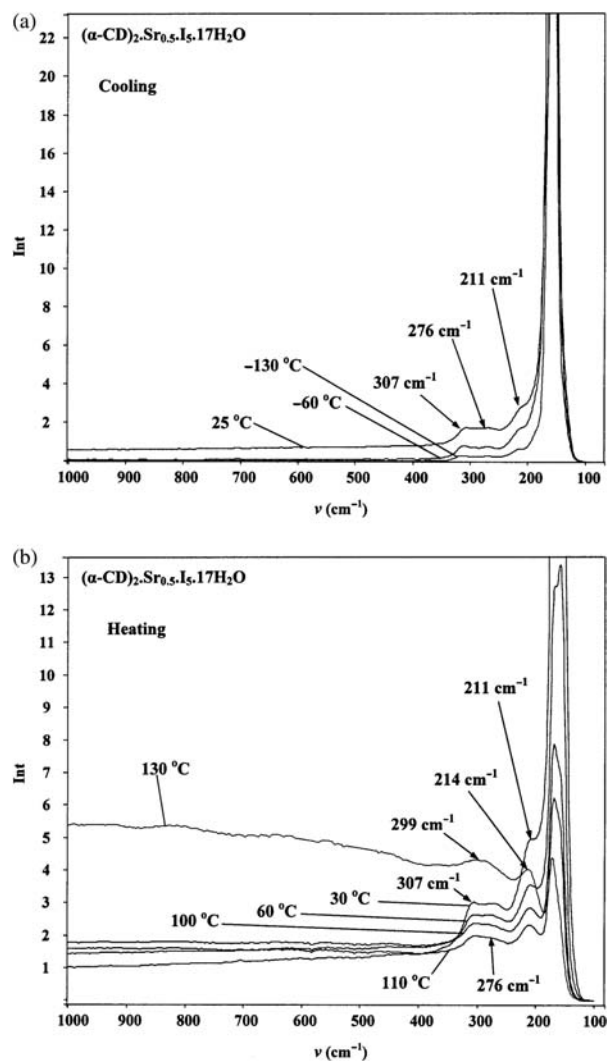 (a)
(α-CD)₂.Sr₀.₅.I₅.17H₂O
Cooling
22
20
18
16
14
12
10
8
6
4
2
Int
211 cm⁻¹
276 cm⁻¹
–130 °C
307 cm⁻¹
–60 °C
25 °C
1000 900 800 700 600 500 400 300 200 100
ν (cm⁻¹)
(b)
(α-CD)₂.Sr₀.₅.I₅.17H₂O
Heating
13
12
11
10
9
8
7
6
5
4
3
2
1
Int
211 cm⁻¹
130 °C
214 cm⁻¹
299 cm⁻¹
307 cm⁻¹
30 °C
60 °C
100 °C
110 °C
276 cm⁻¹
1000 900 800 700 600 500 400 300 200 100
ν (cm⁻¹)